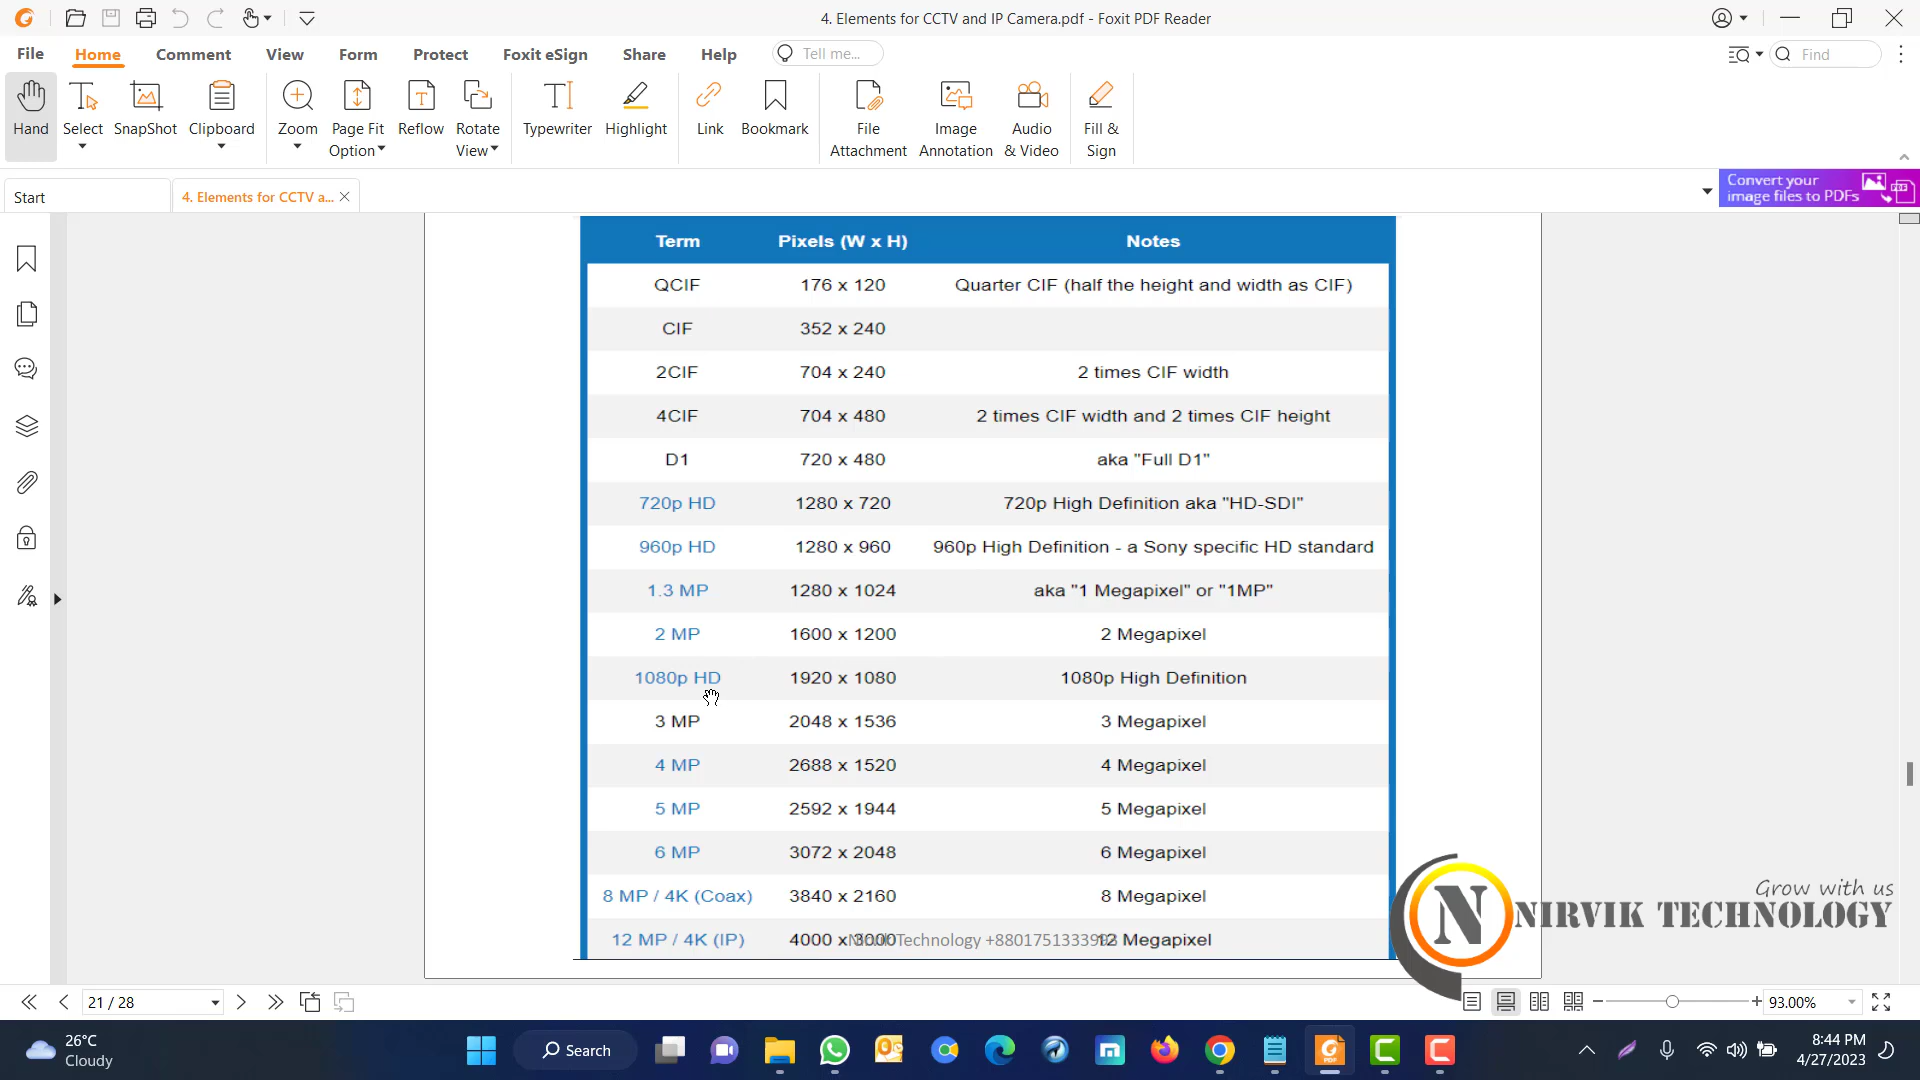 4. Elements for CCTV and IP Camera.pdf - Foxit PDF Reader
File Home Comment View Form Protect Foxit eSign Share Help Tell me... Find
Hand Select SnapShot Clipboard Zoom Page Fit Option Reflow Rotate View Typewriter Highlight Link Bookmark File Attachment Image Annotation Audio & Video Fill & Sign
Start 4. Elements for CCTV a...
Convert your
image files to PDFs
PDF
Term Pixels (W x H) Notes
QCIF 176 x 120 Quarter CIF (half the height and width as CIF)
CIF 352 x 240
2CIF 704 x 240 2 times CIF width
4CIF 704 x 480 2 times CIF width and 2 times CIF height
D1 720 x 480 aka "Full D1"
720p HD 1280 x 720 720p High Definition aka "HD-SDI"
960p HD 1280 x 960 960p High Definition - a Sony specific HD standard
1.3 MP 1280 x 1024 aka "1 Megapixel" or "1MP"
2 MP 1600 x 1200 2 Megapixel
1080p HD 1920 x 1080 1080p High Definition
3 MP 2048 x 1536 3 Megapixel
4 MP 2688 x 1520 4 Megapixel
5 MP 2592 x 1944 5 Megapixel
6 MP 3072 x 2048 6 Megapixel
8 MP / 4K (Coax) 3840 x 2160 8 Megapixel
12 MP / 4K (IP) 4000 x 3000 12 Megapixel
Nirvik Technology +8801751333993
Grow with us
N NIRVIK TECHNOLOGY
21 / 28 93.00%
26°C
Cloudy
Search
8:44 PM
4/27/2023